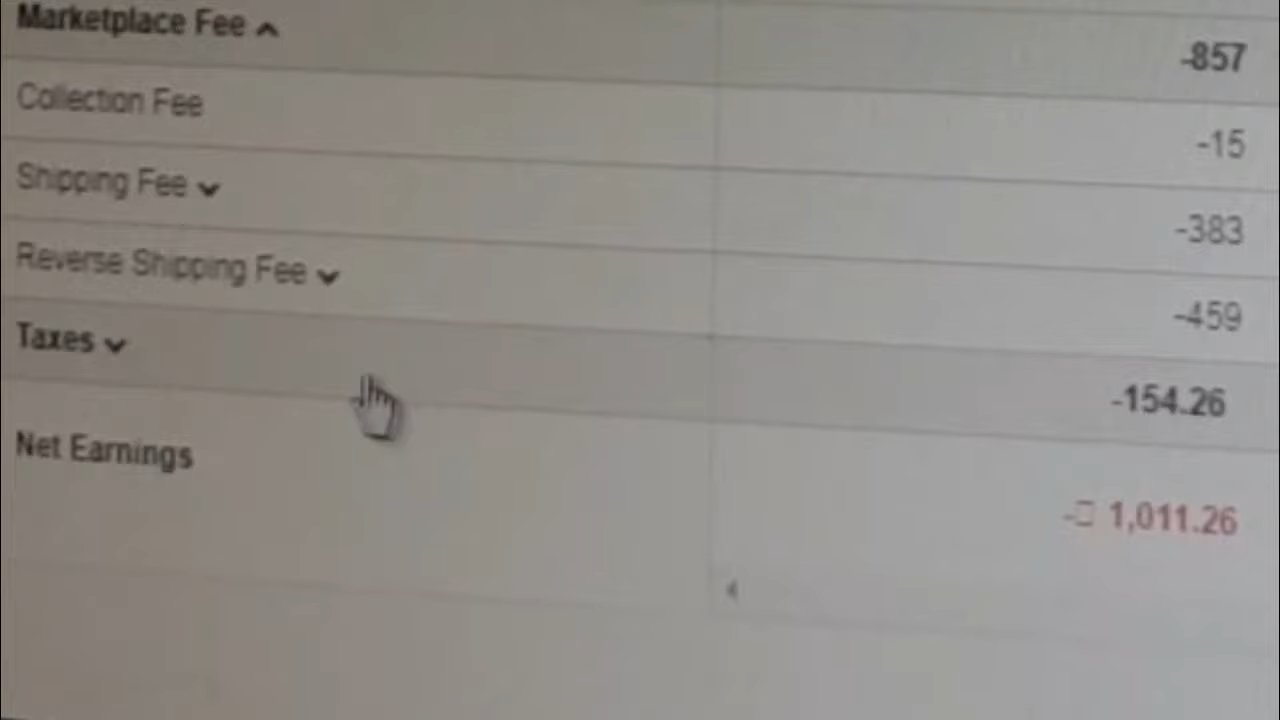 Marketplace Fee -857
Collection Fee -15
Shipping Fee -383
Reverse Shipping Fee -459
Taxes -154.26
Net Earnings -□ 1,011.26